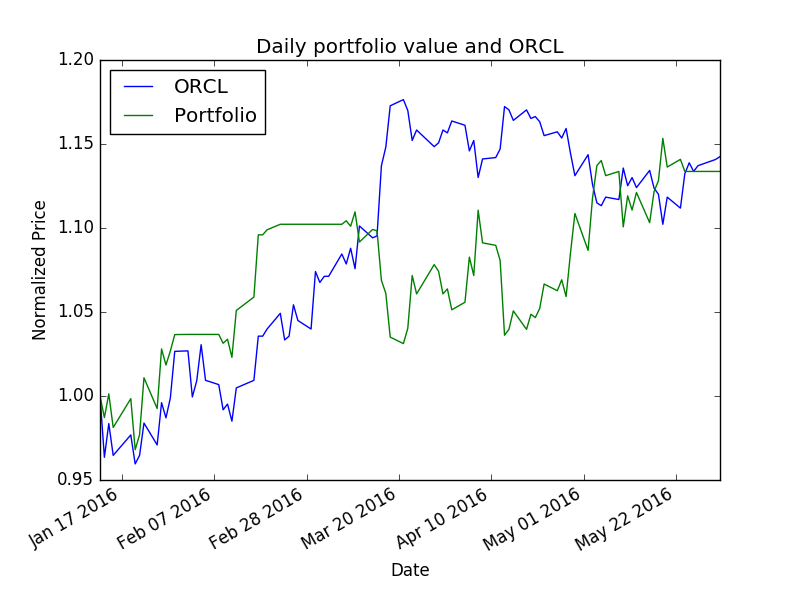 Daily portfolio value and ORCL
1.20
1.15
1.10
1.05
1.00
0.95
Normalized Price
ORCL
Portfolio
Jan 17 2016
Feb 07 2016
Feb 28 2016
Mar 20 2016
Apr 10 2016
May 01 2016
May 22 2016
Date